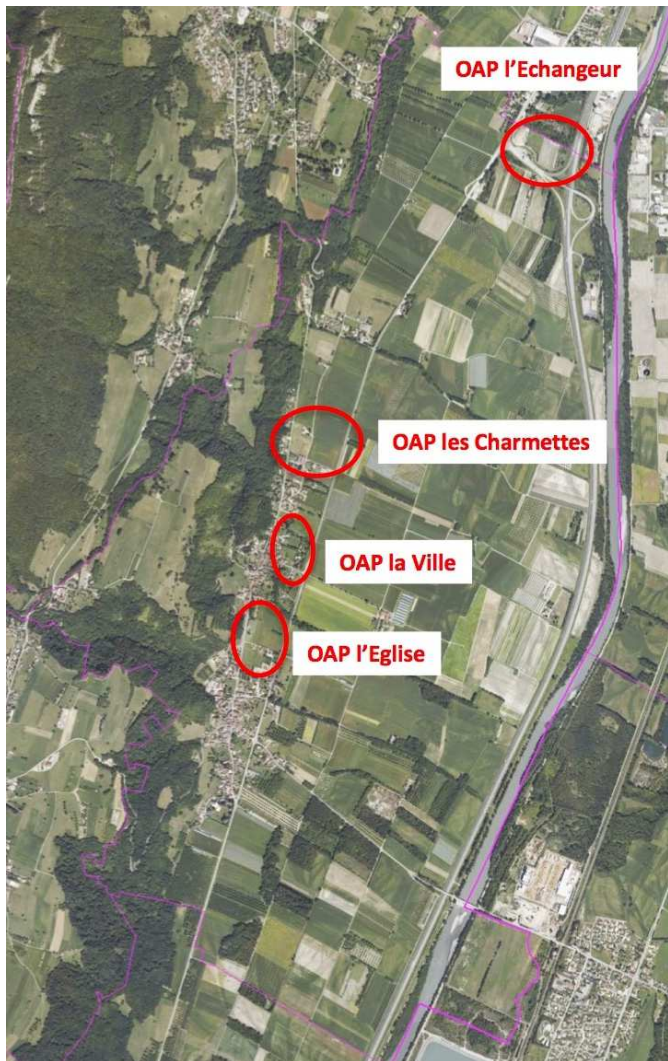 OAP l’Echangeur
OAP les Charmettes
OAP la Ville
OAP l’Eglise